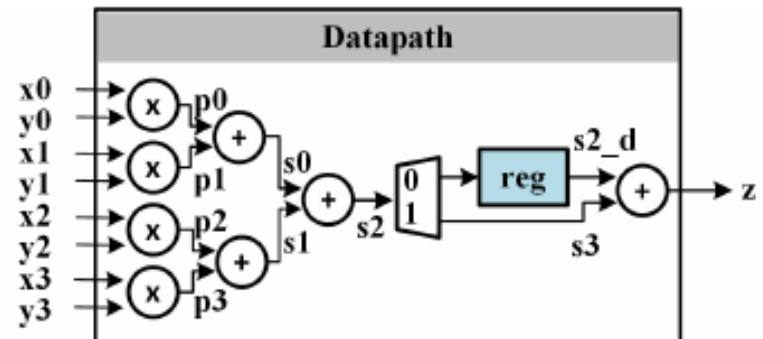 Datapath
x0
y0
x1
y1
x2
y2
x3
y3
x
x
x
x
p0
p1
p2
p3
+
+
s0
s1
+
s2
0
1
reg
s2_d
s3
+
z